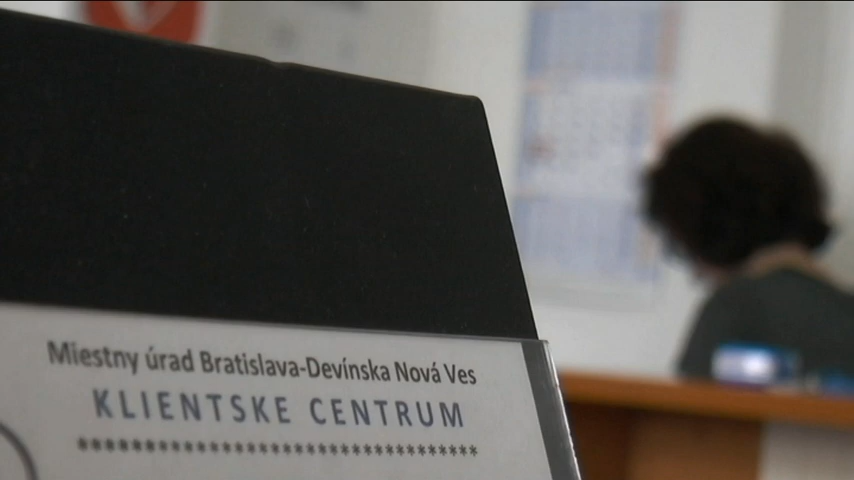 Miestny úrad Bratislava-Devínska Nová Ves
KLIENTSKE CENTRUM
****************************************